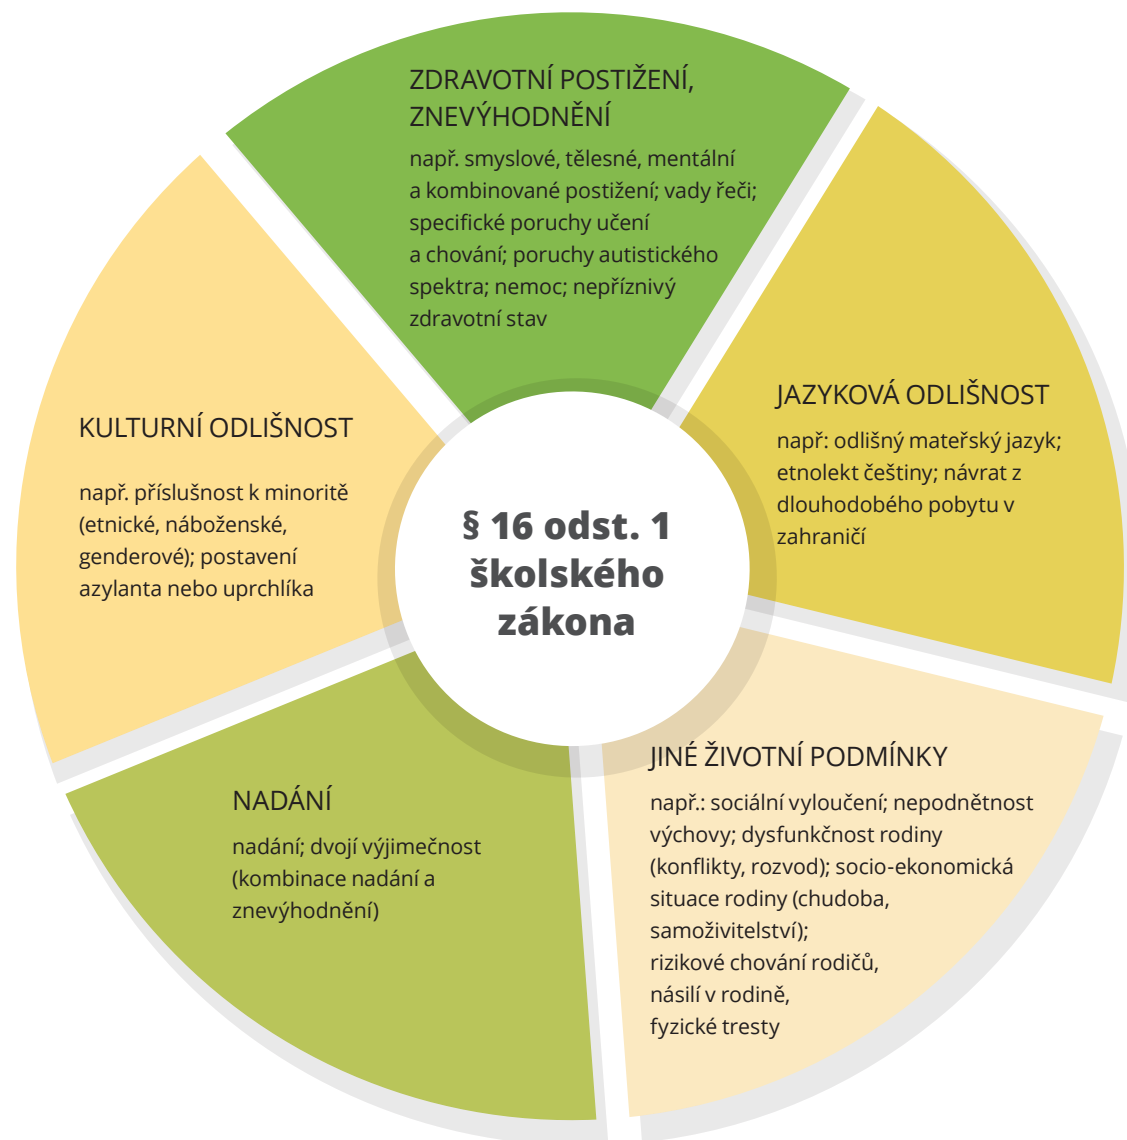 ZDRAVOTNÍ POSTIŽENÍ,
ZNEVÝHODNĚNÍ
např. smyslové, tělesné, mentální
a kombinované postižení; vady řeči;
specifické poruchy učení
a chování; poruchy autistického
spektra; nemoc; nepříznivý
zdravotní stav
JAZYKOVÁ ODLIŠNOST
např: odlišný mateřský jazyk;
etnolekt češtiny; návrat z
dlouhodobého pobytu v
zahraničí
KULTURNÍ ODLIŠNOST
např. příslušnost k minoritě
(etnické, náboženské,
genderové); postavení
azylanta nebo uprchlíka
§ 16 odst. 1
školského
zákona
JINÉ ŽIVOTNÍ PODMÍNKY
např.: sociální vyloučení; nepodnětnost
výchovy; dysfunkčnost rodiny
(konflikty, rozvod); socio-ekonomická
situace rodiny (chudoba,
samoživitelství);
rizikové chování rodičů,
násilí v rodině,
fyzické tresty
NADÁNÍ
nadání; dvojí výjimečnost
(kombinace nadání a
znevýhodnění)